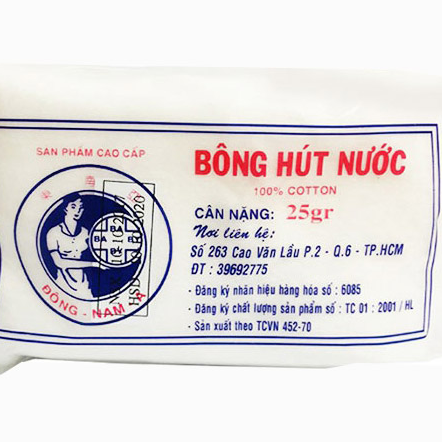 SẢN PHẨM CAO CẤP
ĐÔNG - NAM - Á
BÔNG HÚT NƯỚC
100% COTTON
CÂN NẶNG: 25gr
Nơi liên hệ:
Số 263 Cao Văn Lầu P.2 - Q.6 - TP.HCM
ĐT : 39692775
- Đăng ký nhãn hiệu hàng hóa số : 6085
- Đăng ký chất lượng sản phẩm số : TC 01 : 2001 / HL
- Sản xuất theo TCVN 452-70